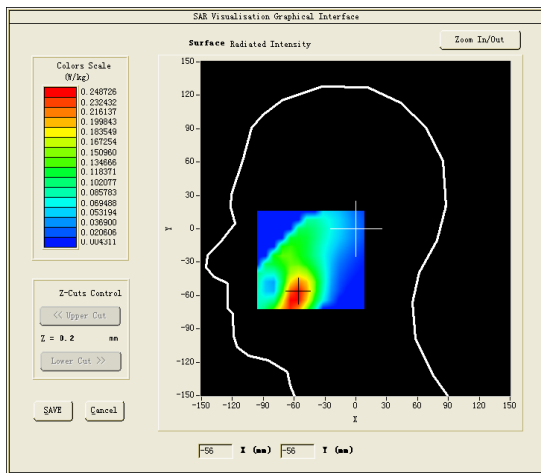 SAR Visualisation Graphical Interface
Surface Radiated Intensity
Zoom In/Out
Colors Scale
(W/kg)
0.248726
0.232432
0.216137
0.199843
0.183549
0.167254
0.150960
0.134666
0.118371
0.102077
0.085783
0.069488
0.053194
0.036900
0.020606
0.004311
150
120
90
60
30
0
-30
-60
-90
-120
-150
Y
-150 -120 -90 -60 -30 0 30 60 90 120 150
X
Z-Cuts Control
<< Upper Cut
Z = 0.2 mm
Lower Cut >>
SAVE Cancel
-56 X (mm) -56 Y (mm)